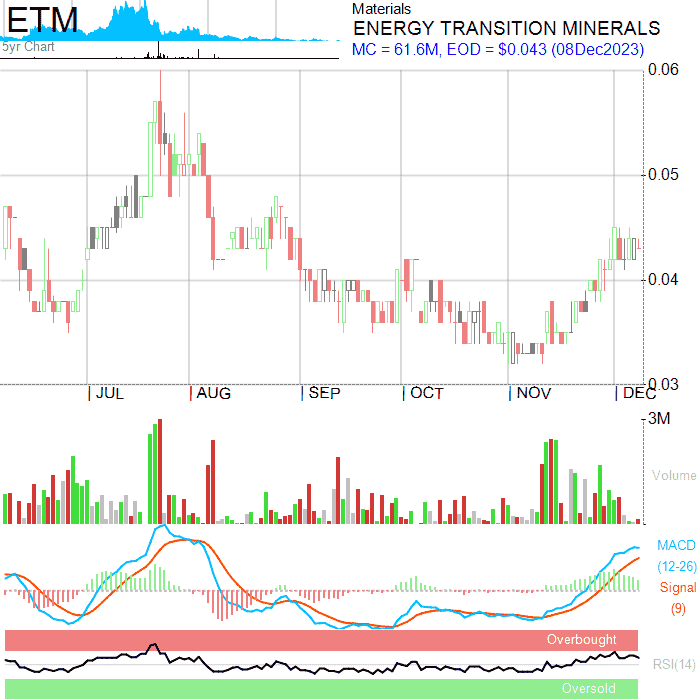 ETM
5yr Chart
Materials
ENERGY TRANSITION MINERALS
MC = 61.6M, EOD = $0.043 (08Dec2023)
0.06
0.05
0.04
0.03
JUL AUG SEP OCT NOV DEC
3M
Volume
MACD
(12-26)
Signal
(9)
Overbought
RSI(14)
Oversold